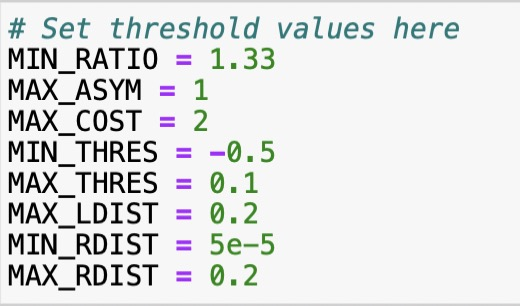 # Set threshold values here
MIN_RATIO = 1.33
MAX_ASYM = 1
MAX_COST = 2
MIN_THRES = -0.5
MAX_THRES = 0.1
MAX_LDIST = 0.2
MIN_RDIST = 5e-5
MAX_RDIST = 0.2